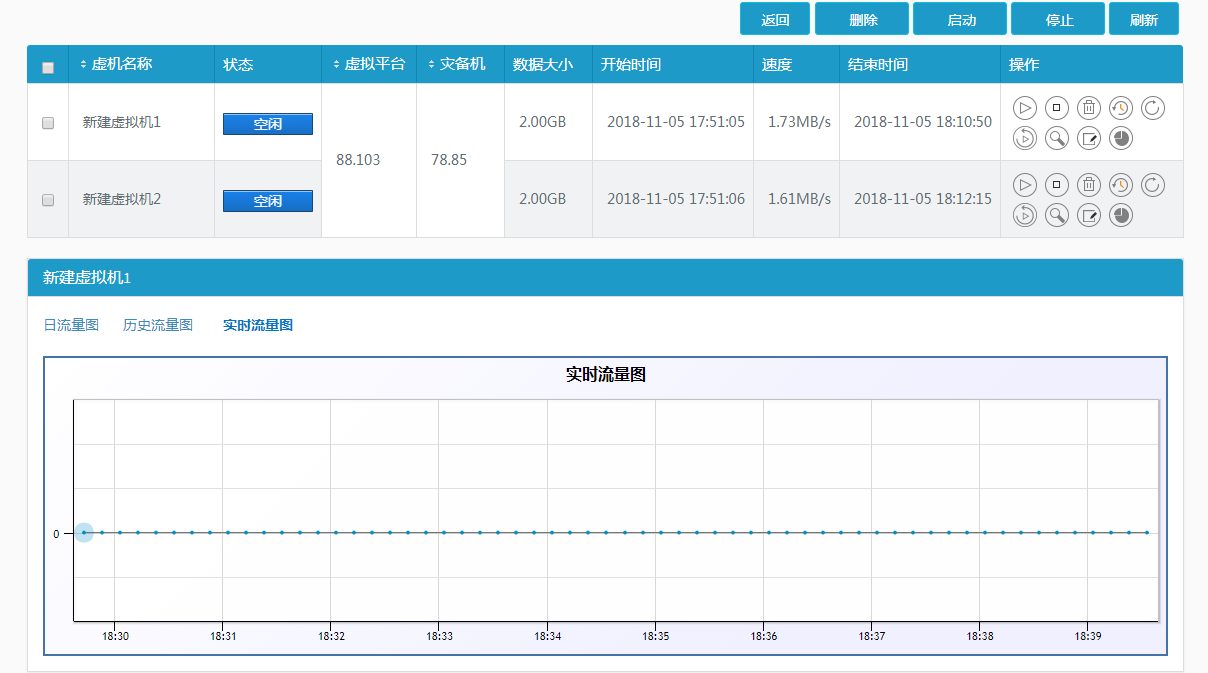 返回 删除 启动 停止 刷新
虚机名称 状态 虚拟平台 灾备机 数据大小 开始时间 速度 结束时间 操作
新建虚拟机1 空闲 2.00GB 2018-11-05 17:51:05 1.73MB/s 2018-11-05 18:10:50
88.103 78.85
新建虚拟机2 空闲 2.00GB 2018-11-05 17:51:06 1.61MB/s 2018-11-05 18:12:15
新建虚拟机1
日流量图 历史流量图 实时流量图
实时流量图
0
18:30 18:31 18:32 18:33 18:34 18:35 18:36 18:37 18:38 18:39